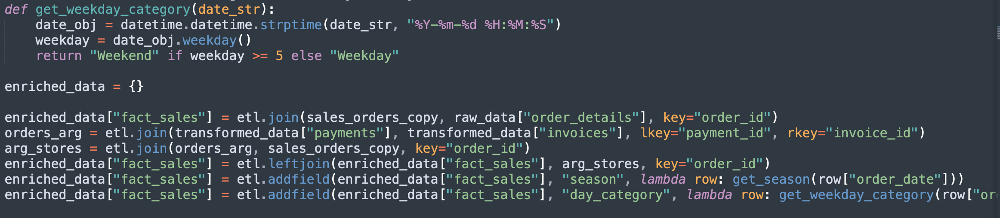 def get_weekday_category(date_str):
    date_obj = datetime.datetime.strptime(date_str, "%Y-%m-%d %H:%M:%S")
    weekday = date_obj.weekday()
    return "Weekend" if weekday >= 5 else "Weekday"

enriched_data = {}

enriched_data["fact_sales"] = etl.join(sales_orders_copy, raw_data["order_details"], key="order_id")
orders_arg = etl.join(transformed_data["payments"], transformed_data["invoices"], lkey="payment_id", rkey="invoice_id")
arg_stores = etl.join(orders_arg, sales_orders_copy, key="order_id")
enriched_data["fact_sales"] = etl.leftjoin(enriched_data["fact_sales"], arg_stores, key="order_id")
enriched_data["fact_sales"] = etl.addfield(enriched_data["fact_sales"], "season", lambda row: get_season(row["order_date"]))
enriched_data["fact_sales"] = etl.addfield(enriched_data["fact_sales"], "day_category", lambda row: get_weekday_category(row["or